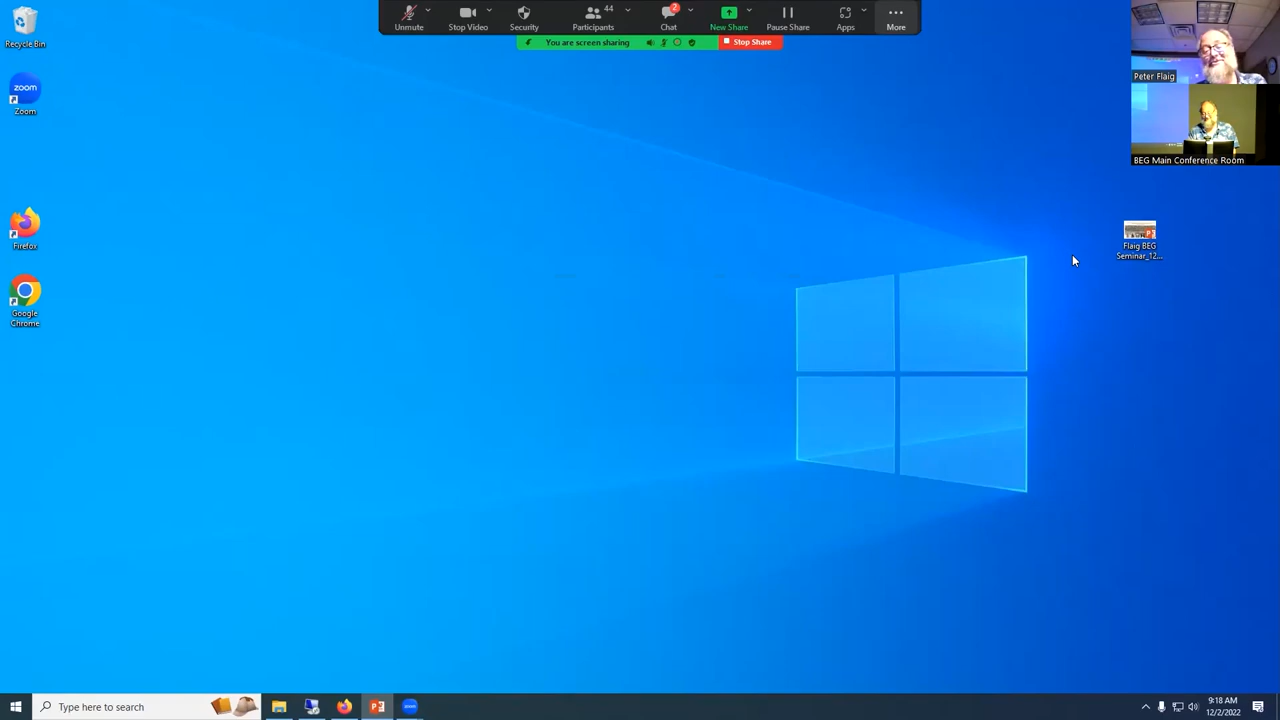 44
2
Unmute
Stop Video
Security
Participants
Chat
New Share
Pause Share
Apps
More
You are screen sharing
Stop Share
Recycle Bin
zoom
Zoom
Firefox
Google
Chrome
Peter Flaig
BEG Main Conference Room
Flaig BEG
Seminar_12...
Type here to search
zoom
9:18 AM
12/2/2022